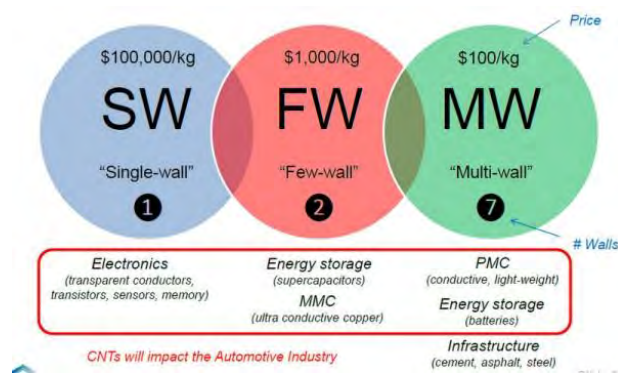 Price
$100,000/kg
$1,000/kg
$100/kg
SW
FW
MW
“Single-wall”
“Few-wall”
“Multi-wall”
1
2
7
# Walls
Electronics
(transparent conductors,
transistors, sensors, memory)
Energy storage
(supercapacitors)
MMC
(ultra conductive copper)
PMC
(conductive, light-weight)
Energy storage
(batteries)
Infrastructure
(cement, asphalt, steel)
CNTs will impact the Automotive Industry